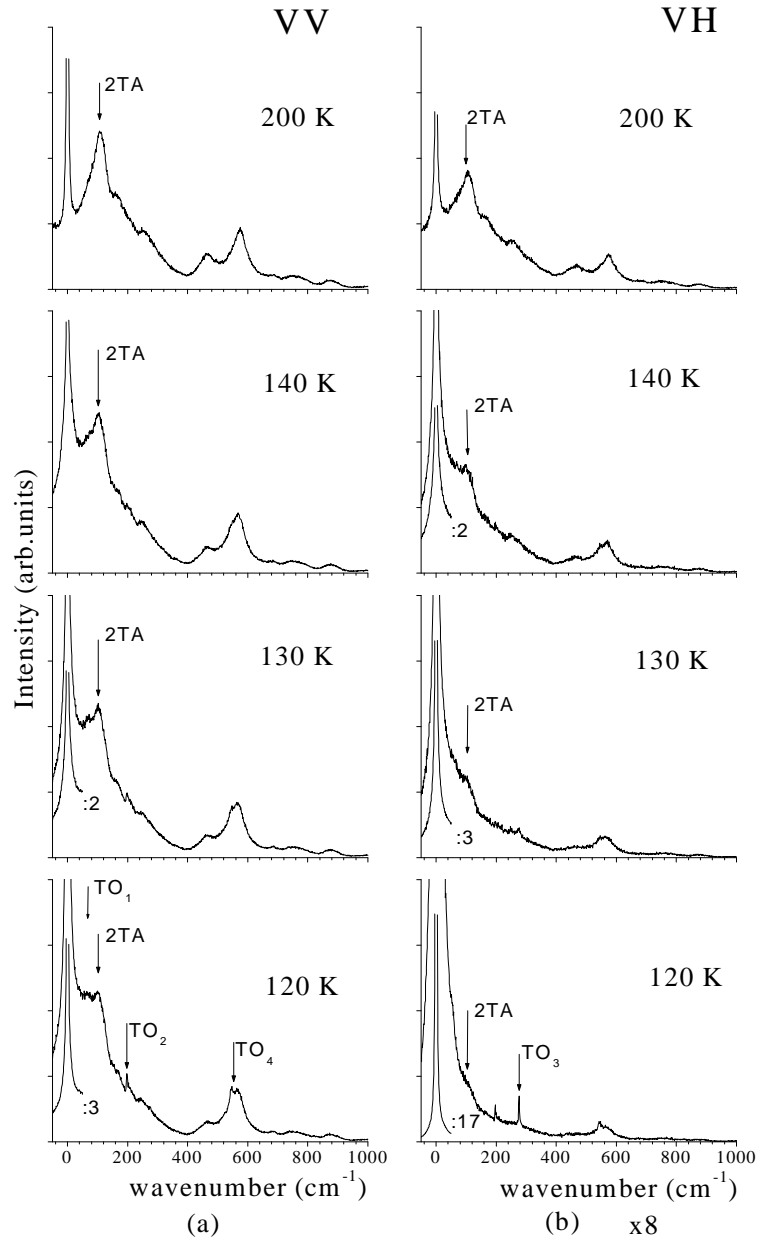 VV VH
2TA
200 K
2TA
200 K
2TA
140 K
2TA
140 K
:2
2TA
130 K
:2
2TA
130 K
:3
TO₁
2TA
120 K
TO₂
TO₄
:3
2TA
120 K
TO₃
:17
Intensity (arb.units)
0 200 400 600 800 1000
0 200 400 600 800 1000
wavenumber (cm⁻¹)
wavenumber (cm⁻¹)
(a)
(b) x8